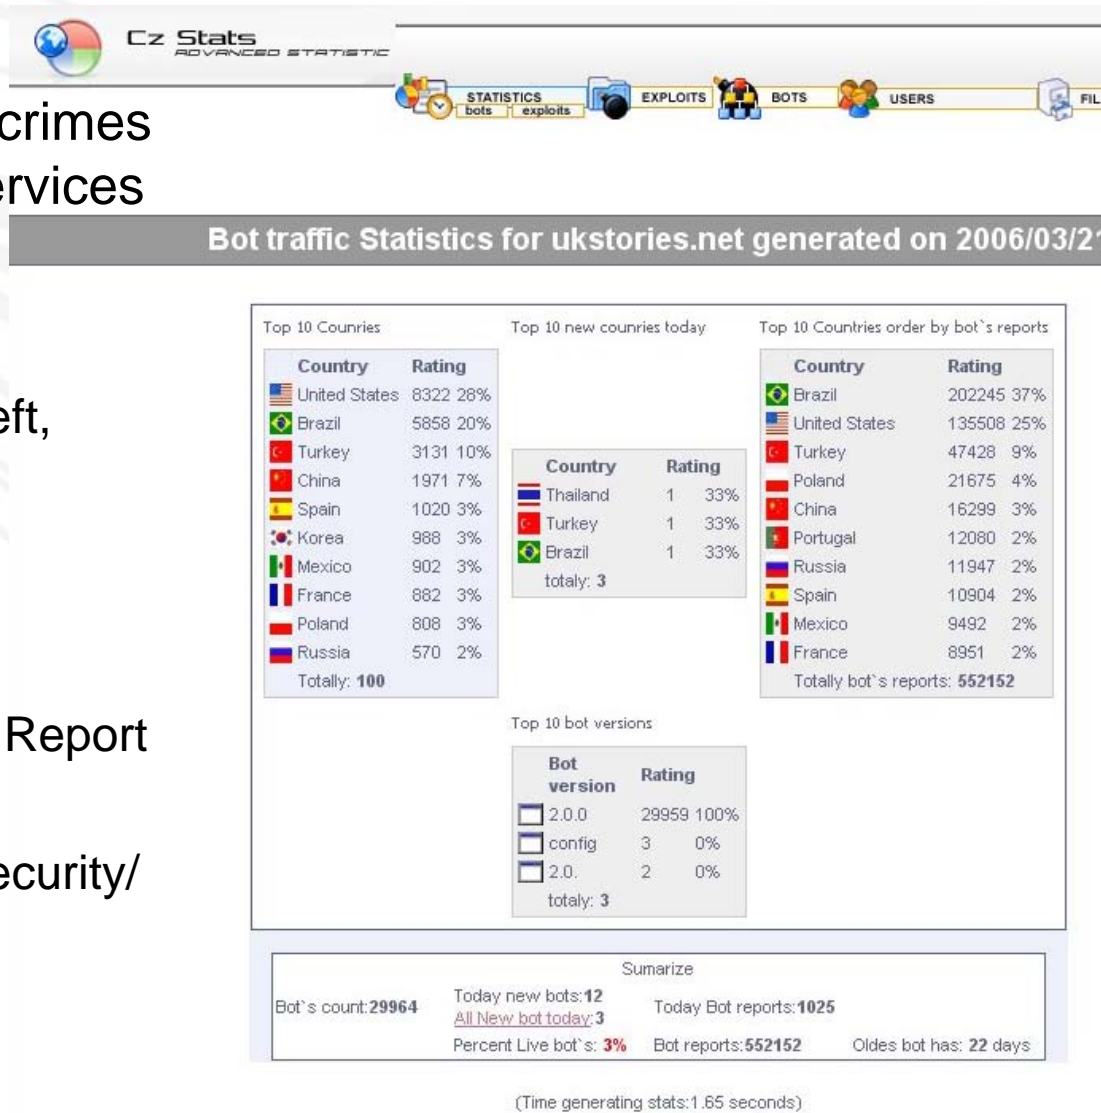 Cz Stats
ADVANCED STATISTIC
STATISTICS
bots exploits
EXPLOITS
BOTS
USERS
FIL
crimes
ervices
Bot traffic Statistics for ukstories.net generated on 2006/03/21
eft,
Report
ecurity/
Top 10 Counries
Country Rating
United States 8322 28%
Brazil 5858 20%
Turkey 3131 10%
China 1971 7%
Spain 1020 3%
Korea 988 3%
Mexico 902 3%
France 882 3%
Poland 808 3%
Russia 570 2%
Totally: 100
Top 10 new counries today
Country Rating
Thailand 1 33%
Turkey 1 33%
Brazil 1 33%
totaly: 3
Top 10 Countries order by bot`s reports
Country Rating
Brazil 202245 37%
United States 135508 25%
Turkey 47428 9%
Poland 21675 4%
China 16299 3%
Portugal 12080 2%
Russia 11947 2%
Spain 10904 2%
Mexico 9492 2%
France 8951 2%
Totally bot`s reports: 552152
Top 10 bot versions
Bot
version Rating
2.0.0 29959 100%
config 3 0%
2.0. 2 0%
totaly: 3
Sumarize
Bot`s count:29964
Today new bots:12
All New bot today:3
Percent Live bot`s: 3%
Today Bot reports:1025
Bot reports:552152
Oldes bot has: 22 days
(Time generating stats:1.65 seconds)